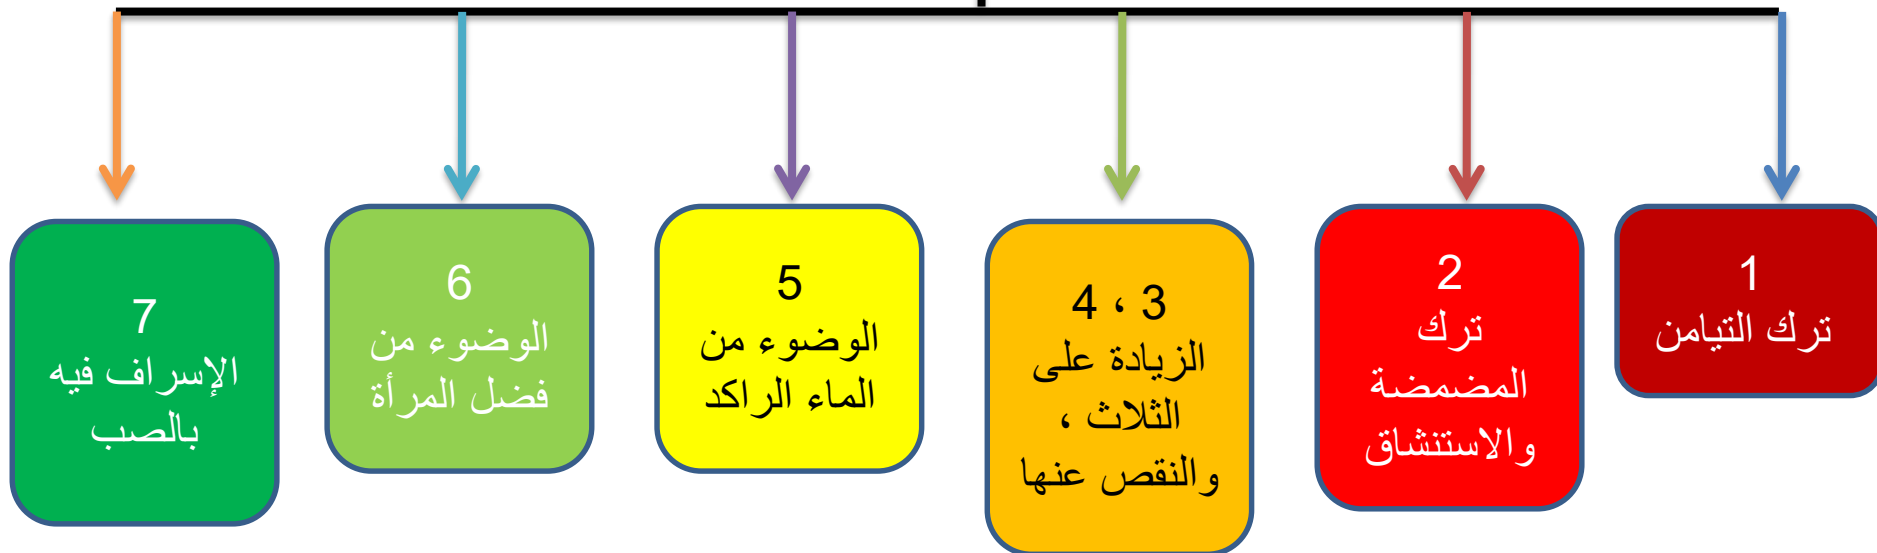 1
ترك التيامن
2
ترك
المضمضة
والاستنشاق
3 ، 4
الزيادة على
الثلاث ،
والنقص عنها
5
الوضوء من
الماء الراكد
6
الوضوء من
فضل المرأة
7
الإسراف فيه
بالصب